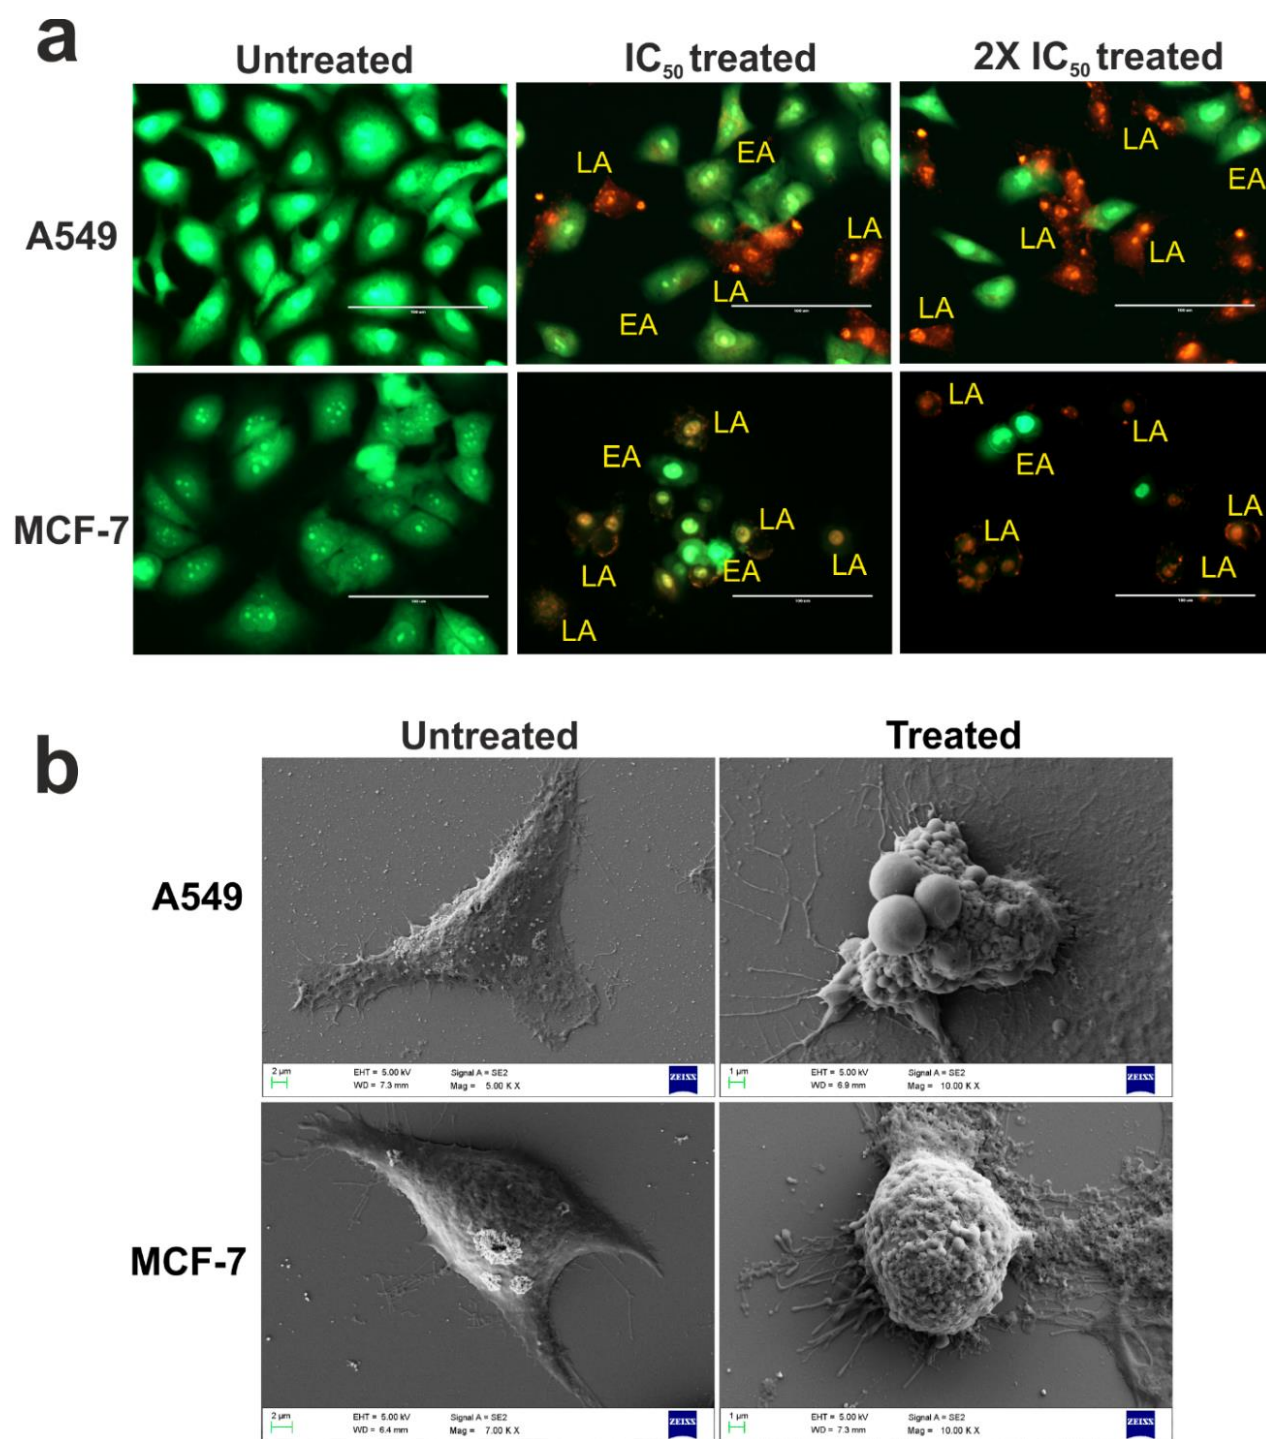 a
Untreated
IC50 treated
2X IC50 treated
A549
LA
EA
LA
LA
EA
LA
EA
LA
LA
LA
MCF-7
LA
EA
LA
LA
EA
LA
LA
LA
LA
EA
LA
LA
LA
b
Untreated
Treated
A549
2 µm
EHT = 5.00 kV
WD = 7.3 mm
Signal A = SE2
Mag = 5.00 K X
ZEISS
1 µm
EHT = 5.00 kV
WD = 6.9 mm
Signal A = SE2
Mag = 10.00 K X
ZEISS
MCF-7
2 µm
EHT = 5.00 kV
WD = 6.4 mm
Signal A = SE2
Mag = 7.00 K X
ZEISS
1 µm
EHT = 5.00 kV
WD = 7.3 mm
Signal A = SE2
Mag = 10.00 K X
ZEISS